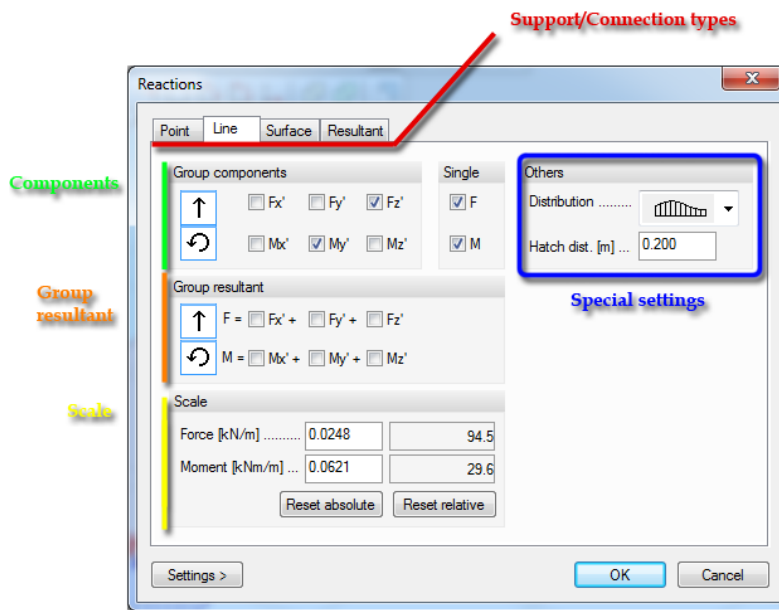 Support/Connection types
Reactions
Point Line Surface Resultant
Components
Group components
Fx' Fy' Fz'
Mx' My' Mz'
Single
F
M
Others
Distribution .........
Hatch dist. [m] ... 0.200
Special settings
Group
resultant
Group resultant
F = Fx' + Fy' + Fz'
M = Mx' + My' + Mz'
Scale
Scale
Force [kN/m] .......... 0.0248 94.5
Moment [kNm/m] ... 0.0621 29.6
Reset absolute Reset relative
Settings > OK Cancel